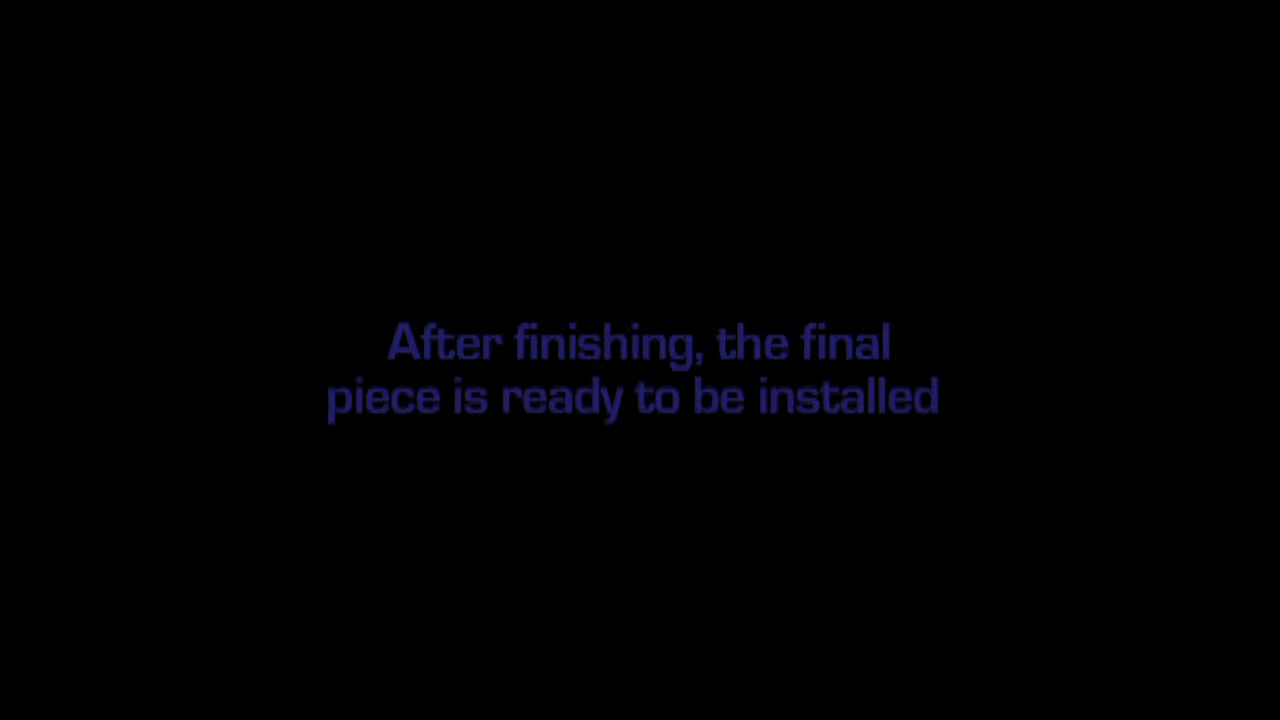 After finishing, the final
piece is ready to be installed